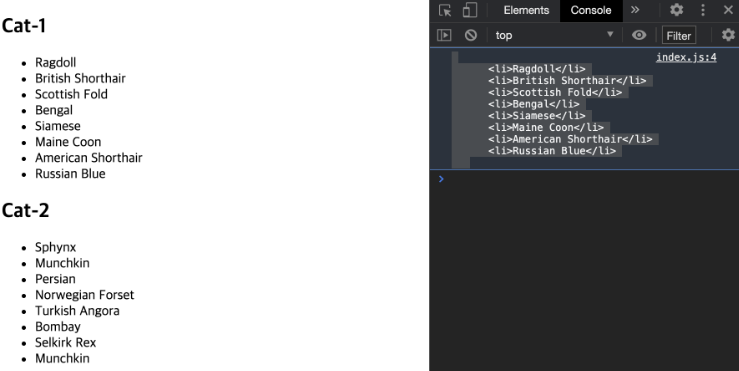 Cat-1
Ragdoll
British Shorthair
Scottish Fold
Bengal
Siamese
Maine Coon
American Shorthair
Russian Blue
Cat-2
Sphynx
Munchkin
Persian
Norwegian Forset
Turkish Angora
Bombay
Selkirk Rex
Munchkin
Elements Console »
top Filter
index.js:4
<li>Ragdoll</li>
<li>British Shorthair</li>
<li>Scottish Fold</li>
<li>Bengal</li>
<li>Siamese</li>
<li>Maine Coon</li>
<li>American Shorthair</li>
<li>Russian Blue</li>